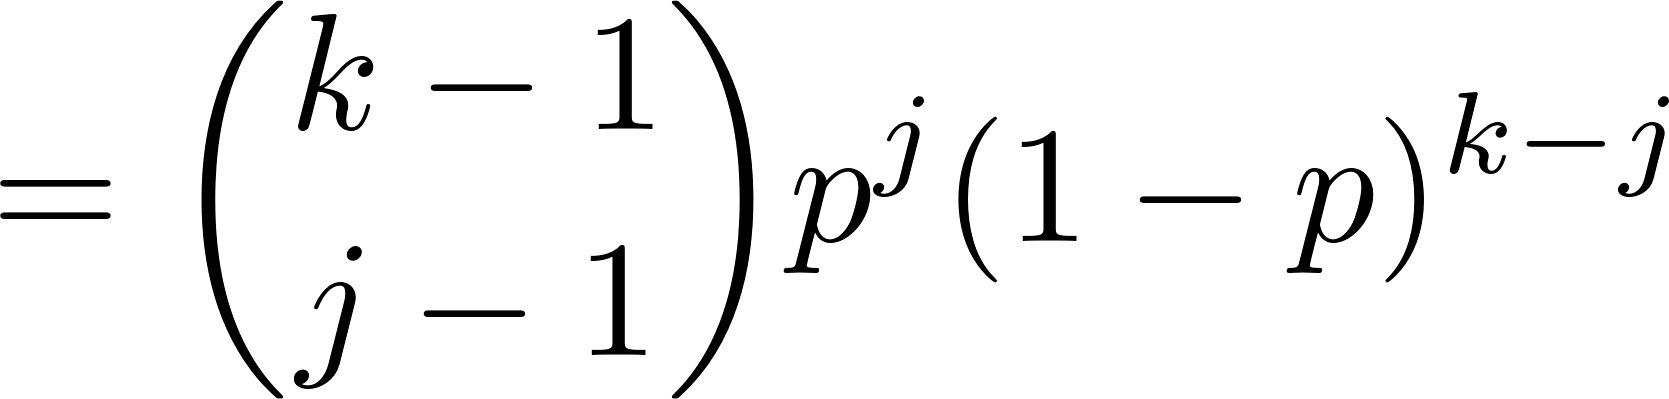 = \binom{k-1}{j-1} p^j (1-p)^{k-j}